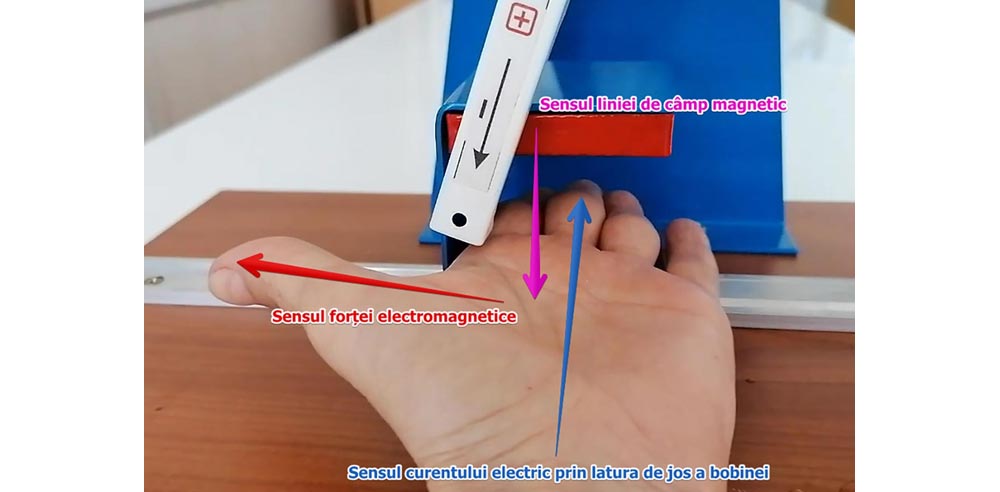 +
-
Sensul liniei de câmp magnetic
Sensul forței electromagnetice
Sensul curentului electric prin latura de jos a bobinei